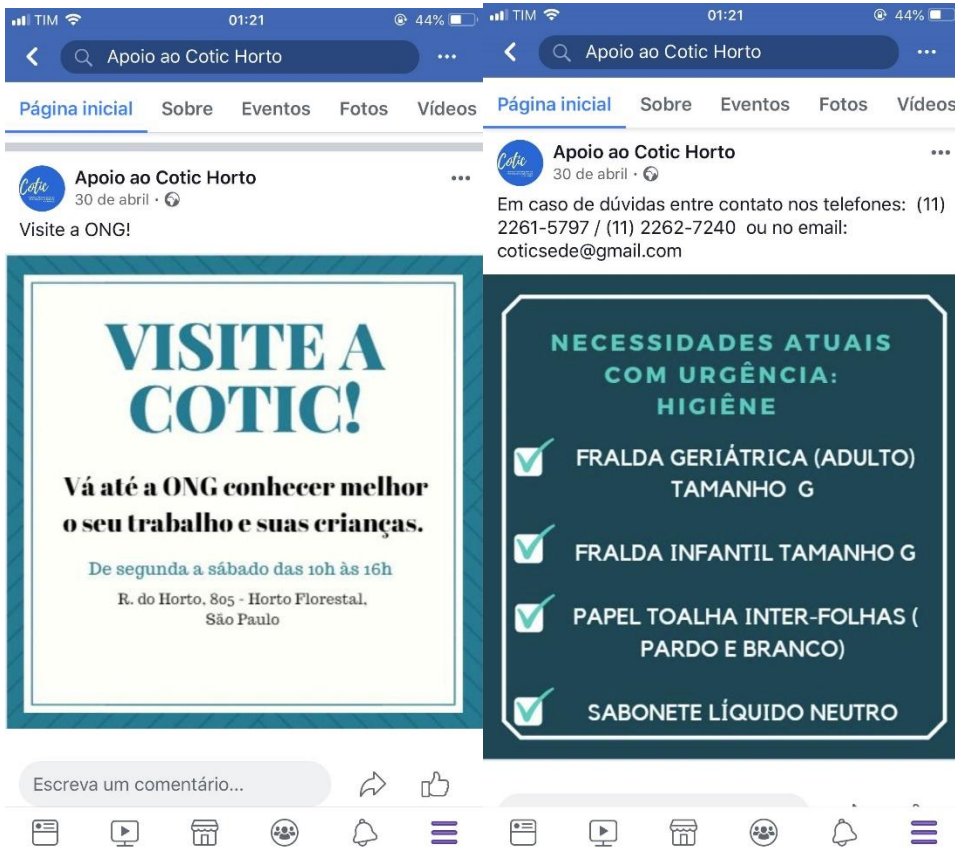 TIM
01:21
44%
Apoio ao Cotic Horto
Página inicial Sobre Eventos Fotos Vídeos
Cotic
Apoio ao Cotic Horto
30 de abril
Visite a ONG!
VISITE A
COTIC!
Vá até a ONG conhecer melhor
o seu trabalho e suas crianças.
De segunda a sábado das 10h às 16h
R. do Horto, 805 - Horto Florestal,
São Paulo
Escreva um comentário...
TIM
01:21
44%
Apoio ao Cotic Horto
Página inicial Sobre Eventos Fotos Vídeos
Cotic
Apoio ao Cotic Horto
30 de abril
Em caso de dúvidas entre contato nos telefones: (11)
2261-5797 / (11) 2262-7240 ou no email:
coticsede@gmail.com
NECESSIDADES ATUAIS
COM URGÊNCIA:
HIGIÊNE
FRALDA GERIÁTRICA (ADULTO)
TAMANHO G
FRALDA INFANTIL TAMANHO G
PAPEL TOALHA INTER-FOLHAS (
PARDO E BRANCO)
SABONETE LÍQUIDO NEUTRO